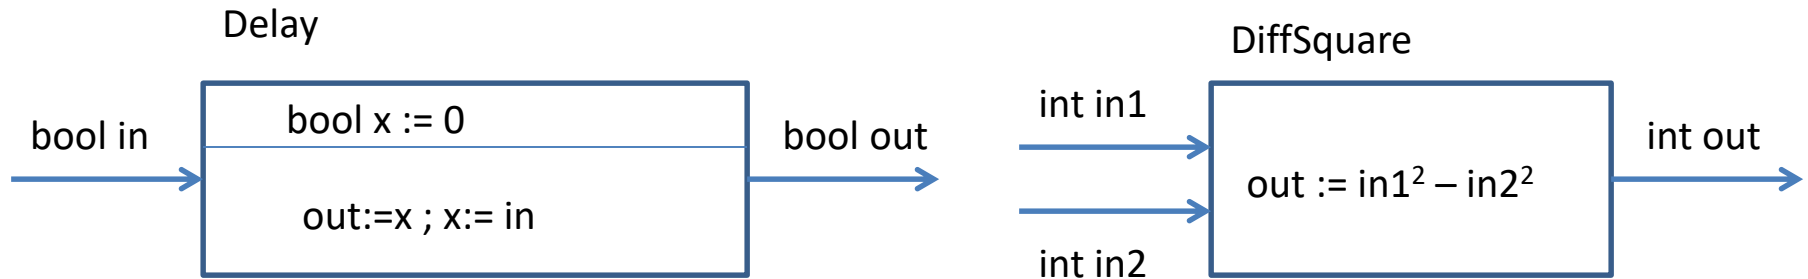 Delay
bool in
bool x := 0
out:=x ; x:= in
bool out
DiffSquare
int in1
int in2
out := in1² – in2²
int out